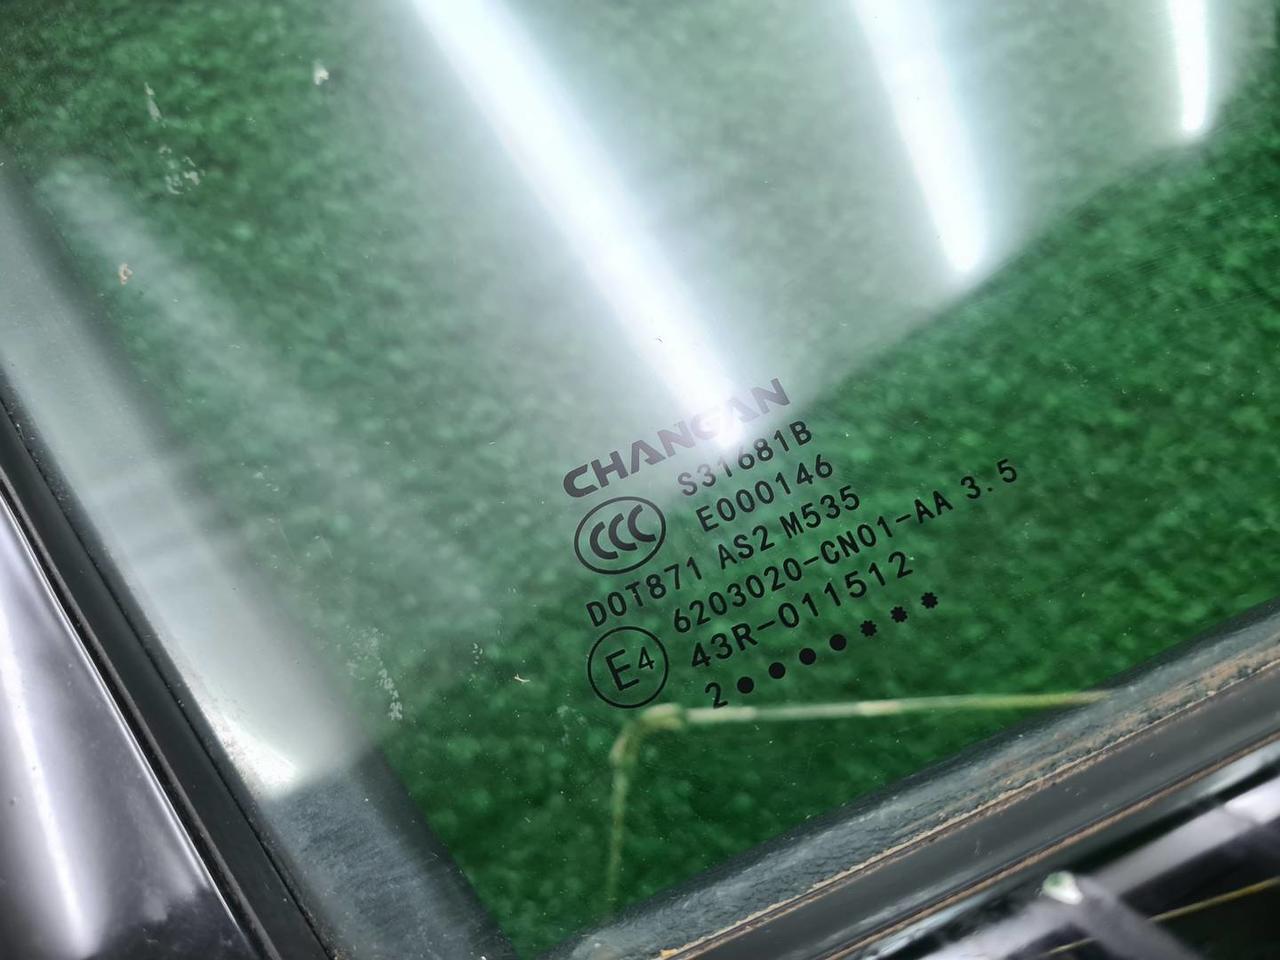 CHANGAN
S31681B
CCC E000146
DOT871 AS2 M535
6203020-CN01-AA 3.5
E4 43R-011512
2●●●●✱✱✱